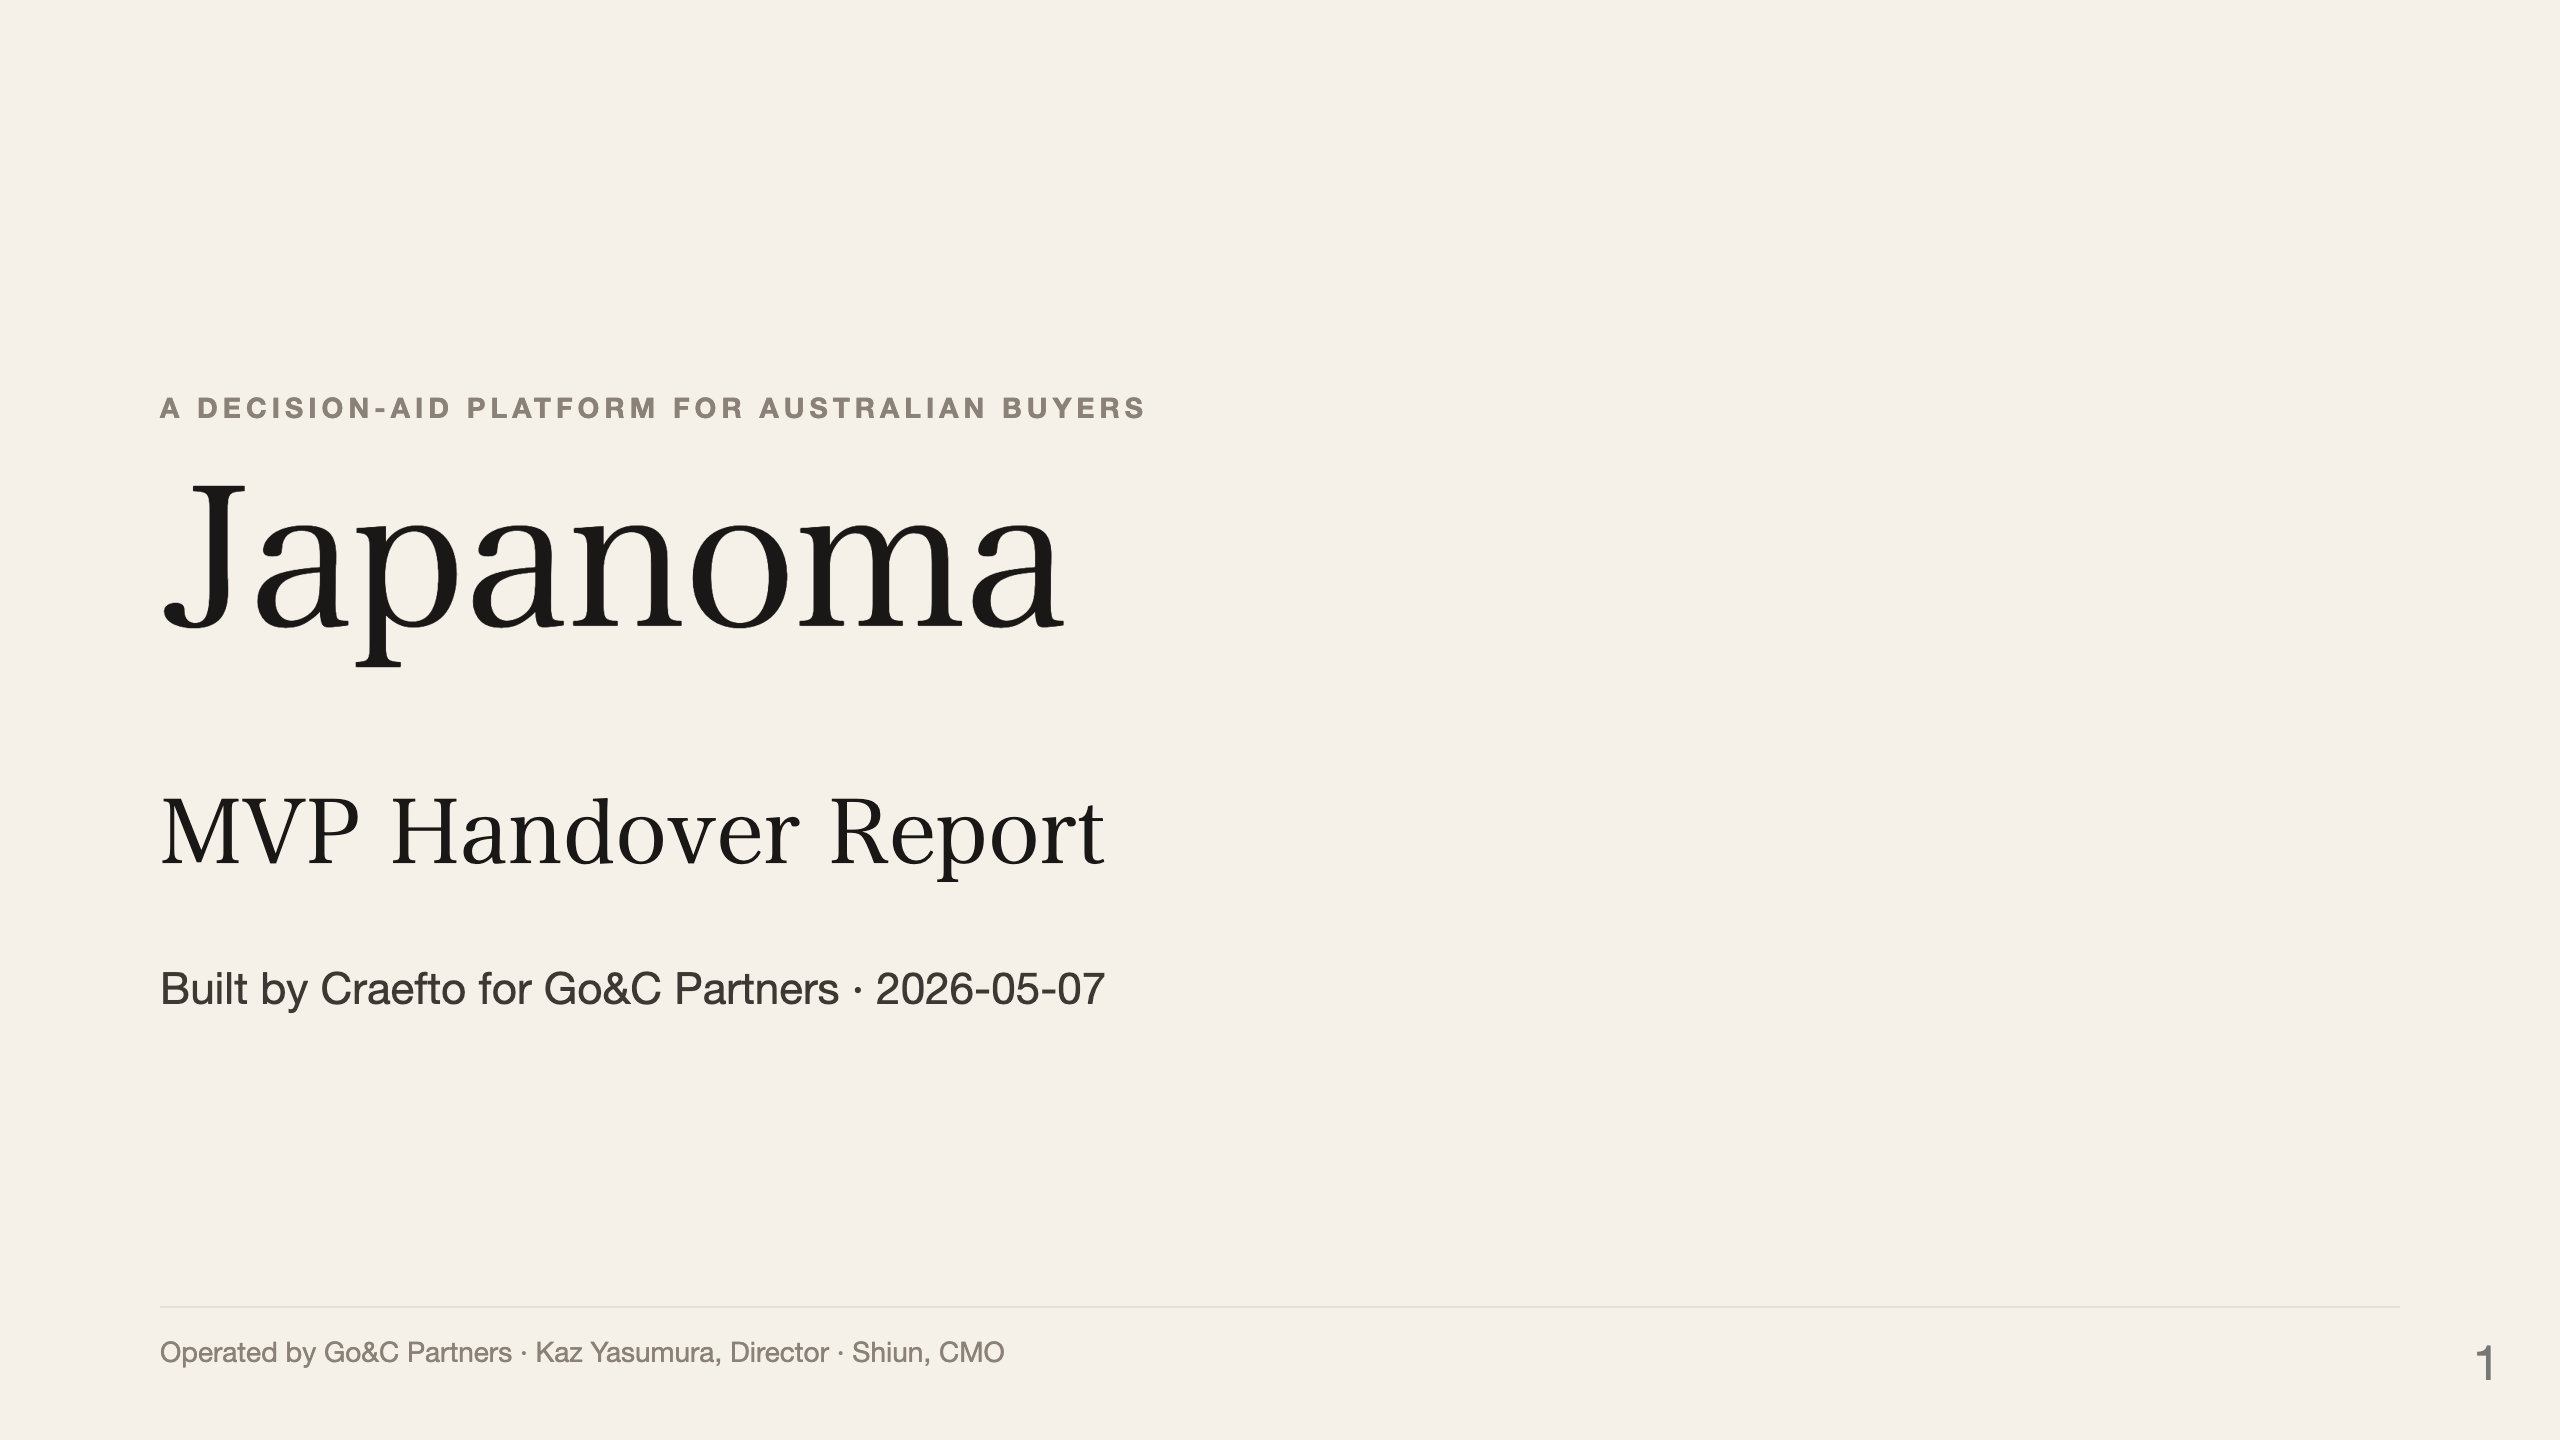 A DECISION-AID PLATFORM FOR AUSTRALIAN BUYERS
Japanoma
MVP Handover Report
Built by Craefto for Go&C Partners · 2026-05-07
Operated by Go&C Partners · Kaz Yasumura, Director · Shiun, CMO
1